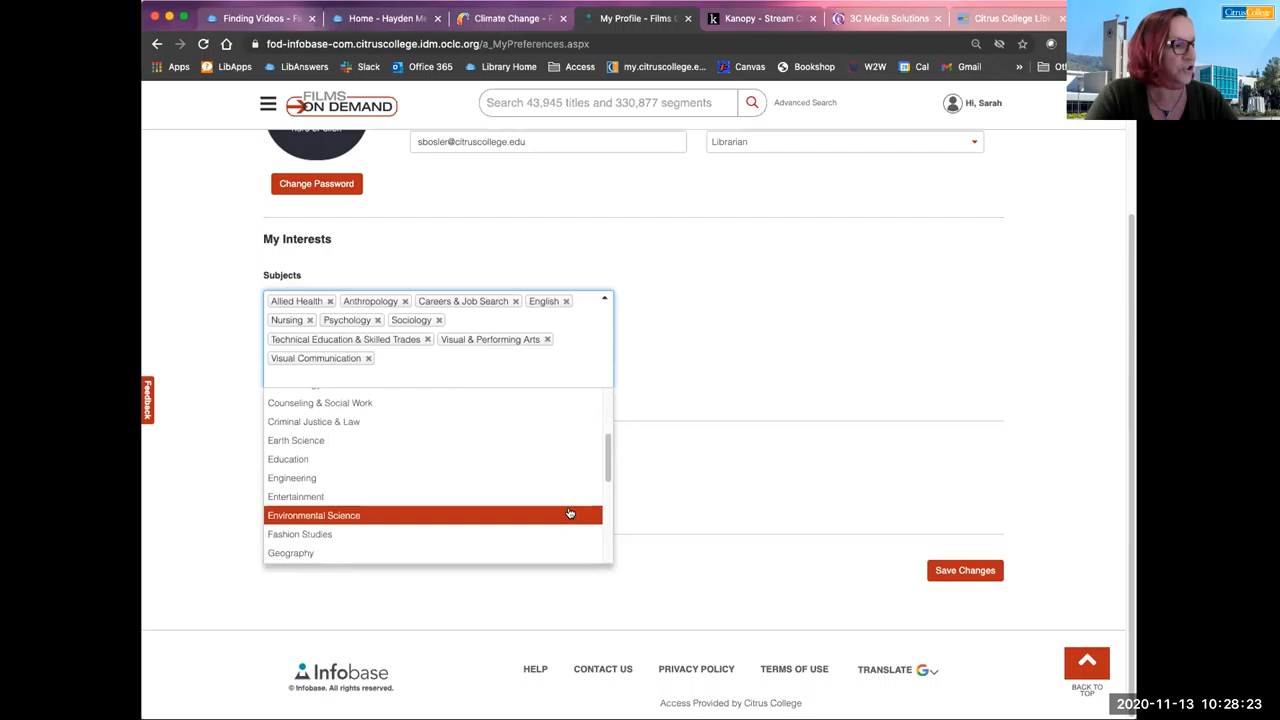 Finding Videos - F
Home - Hayden Me
Climate Change -
My Profile - Films
Kanopy - Stream C
3C Media Solutions
Citrus College Lib
CitrusCollege
fod-infobase-com.citruscollege.idm.oclc.org/a_MyPreferences.aspx
Apps LibApps LibAnswers Slack Office 365 Library Home Access my.citruscollege.e... Canvas Bookshop W2W Cal Gmail »
FILMS ON DEMAND
Search 43,945 titles and 330,877 segments
Advanced Search
Hi, Sarah
sbosler@citruscollege.edu
Librarian
Change Password
My Interests
Subjects
Allied Health × Anthropology × Careers & Job Search × English ×
Nursing × Psychology × Sociology ×
Technical Education & Skilled Trades × Visual & Performing Arts ×
Visual Communication ×
Counseling & Social Work
Criminal Justice & Law
Earth Science
Education
Engineering
Entertainment
Environmental Science
Fashion Studies
Geography
Feedback
Save Changes
Infobase
© Infobase. All rights reserved.
HELP CONTACT US PRIVACY POLICY TERMS OF USE TRANSLATE
Access Provided by Citrus College
BACK TO
TOP
2020-11-13 10:28:23